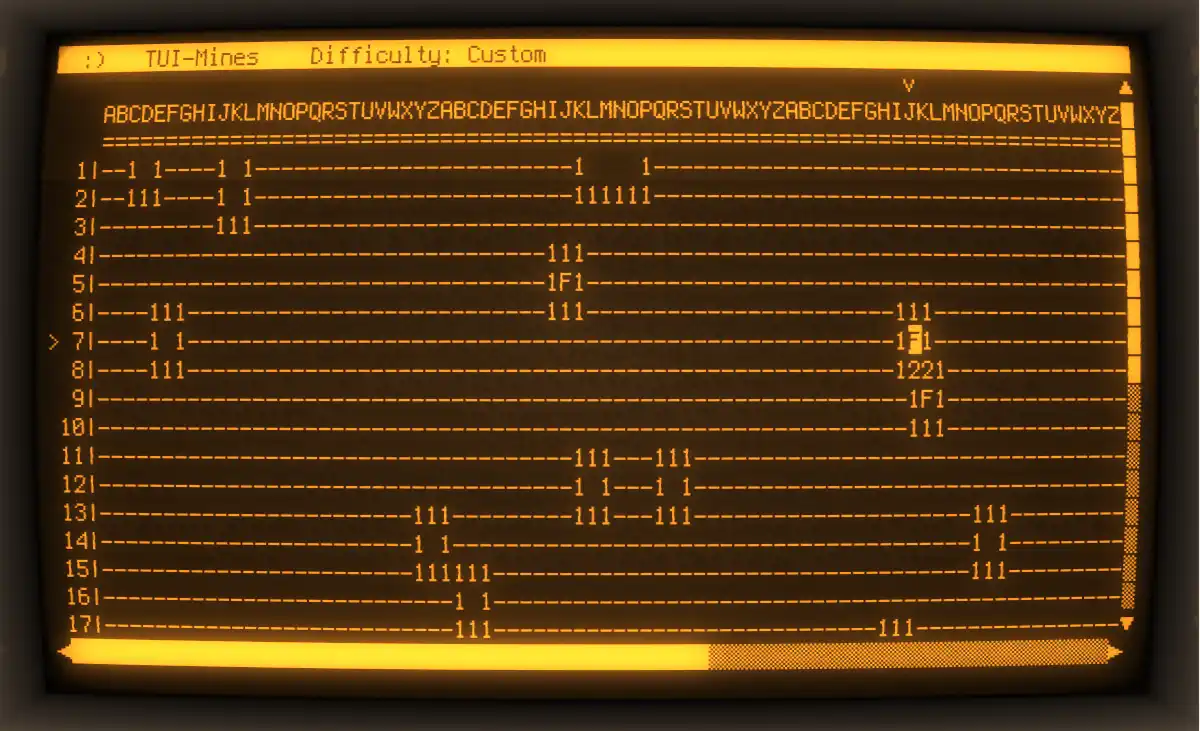 :) TUI-Mines Difficulty: Custom
V
ABCDEFGHIJKLMNOPQRSTUVWXYZABCDEFGHIJKLMNOPQRSTUVWXYZABCDEFGHIJKLMNOPQRSTUVWXYZ
==============================================================================
1|--1 1----1 1------------------------1    1------------------------------------
2|--111----1 1------------------------111111------------------------------------
3|---------111------------------------------------------------------------------
4|----------------------------------111-----------------------------------------
5|----------------------------------1F1-----------------------------------------
6|----111---------------------------111------------------------111--------------
> 7|----1 1------------------------------------------------------1F1--------------
8|----111------------------------------------------------------1221-------------
9|--------------------------------------------------------------1F1-------------
10|--------------------------------------------------------------111-------------
11|------------------------------------111---111---------------------------------
12|------------------------------------1 1---1 1---------------------------------
13|------------------------111---------111---111----------------------111--------
14|------------------------1 1----------------------------------------1 1--------
15|------------------------111111-------------------------------------111--------
16|---------------------------1 1------------------------------------------------
17|---------------------------111------------------------------111---------------